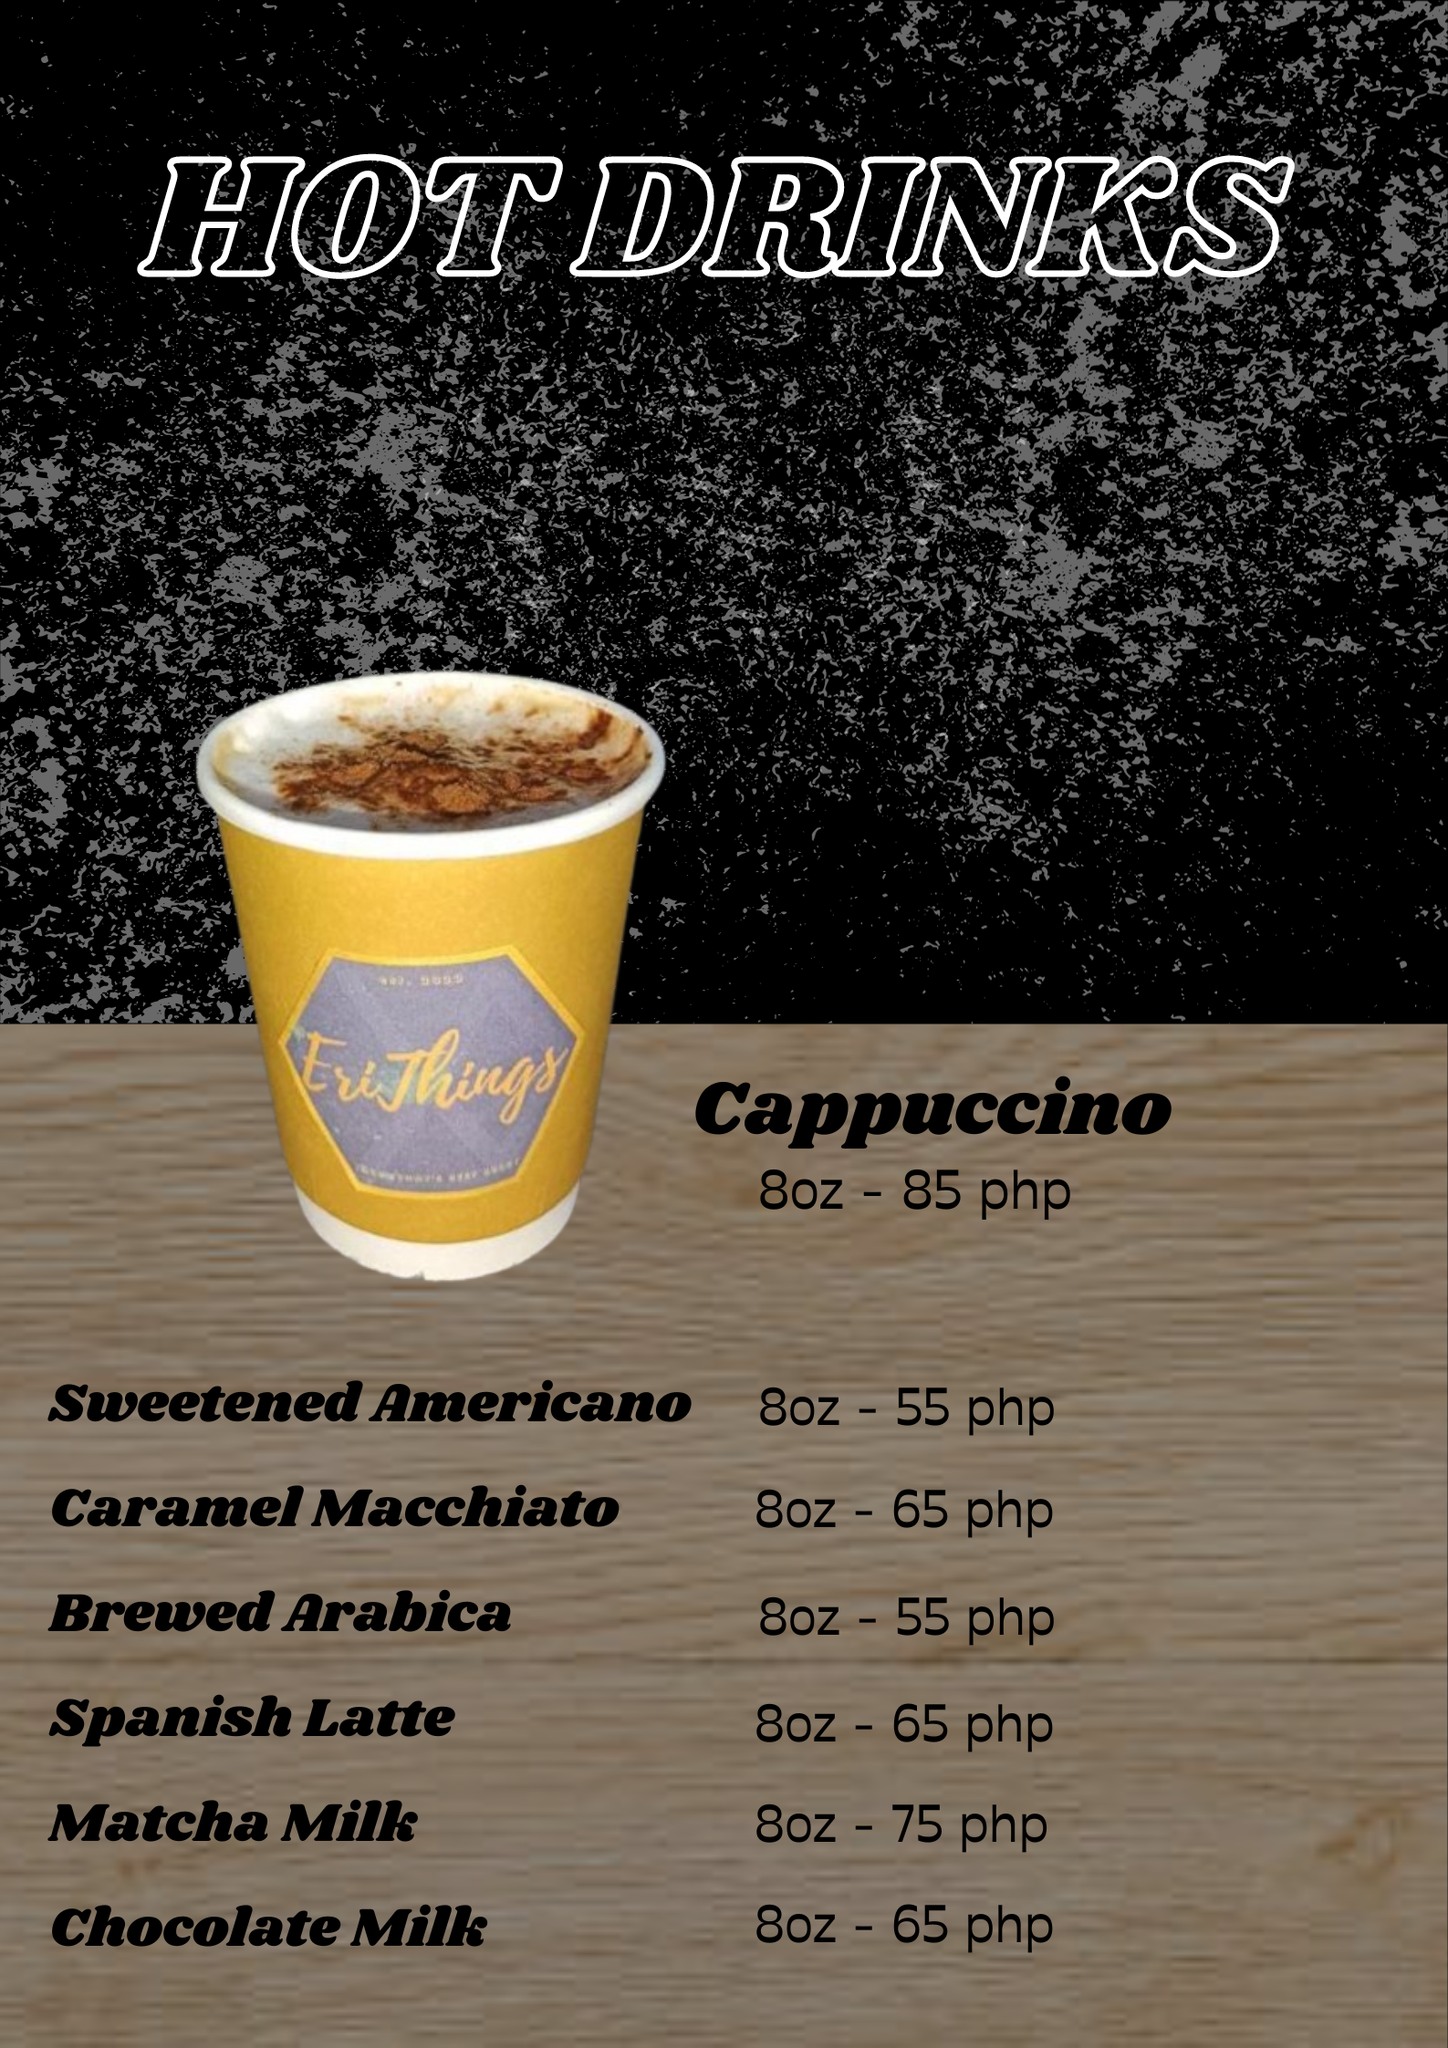 HOT DRINKS
EriThings
Cappuccino
8oz - 85 php
Sweetened Americano 8oz - 55 php
Caramel Macchiato 8oz - 65 php
Brewed Arabica 8oz - 55 php
Spanish Latte 8oz - 65 php
Matcha Milk 8oz - 75 php
Chocolate Milk 8oz - 65 php